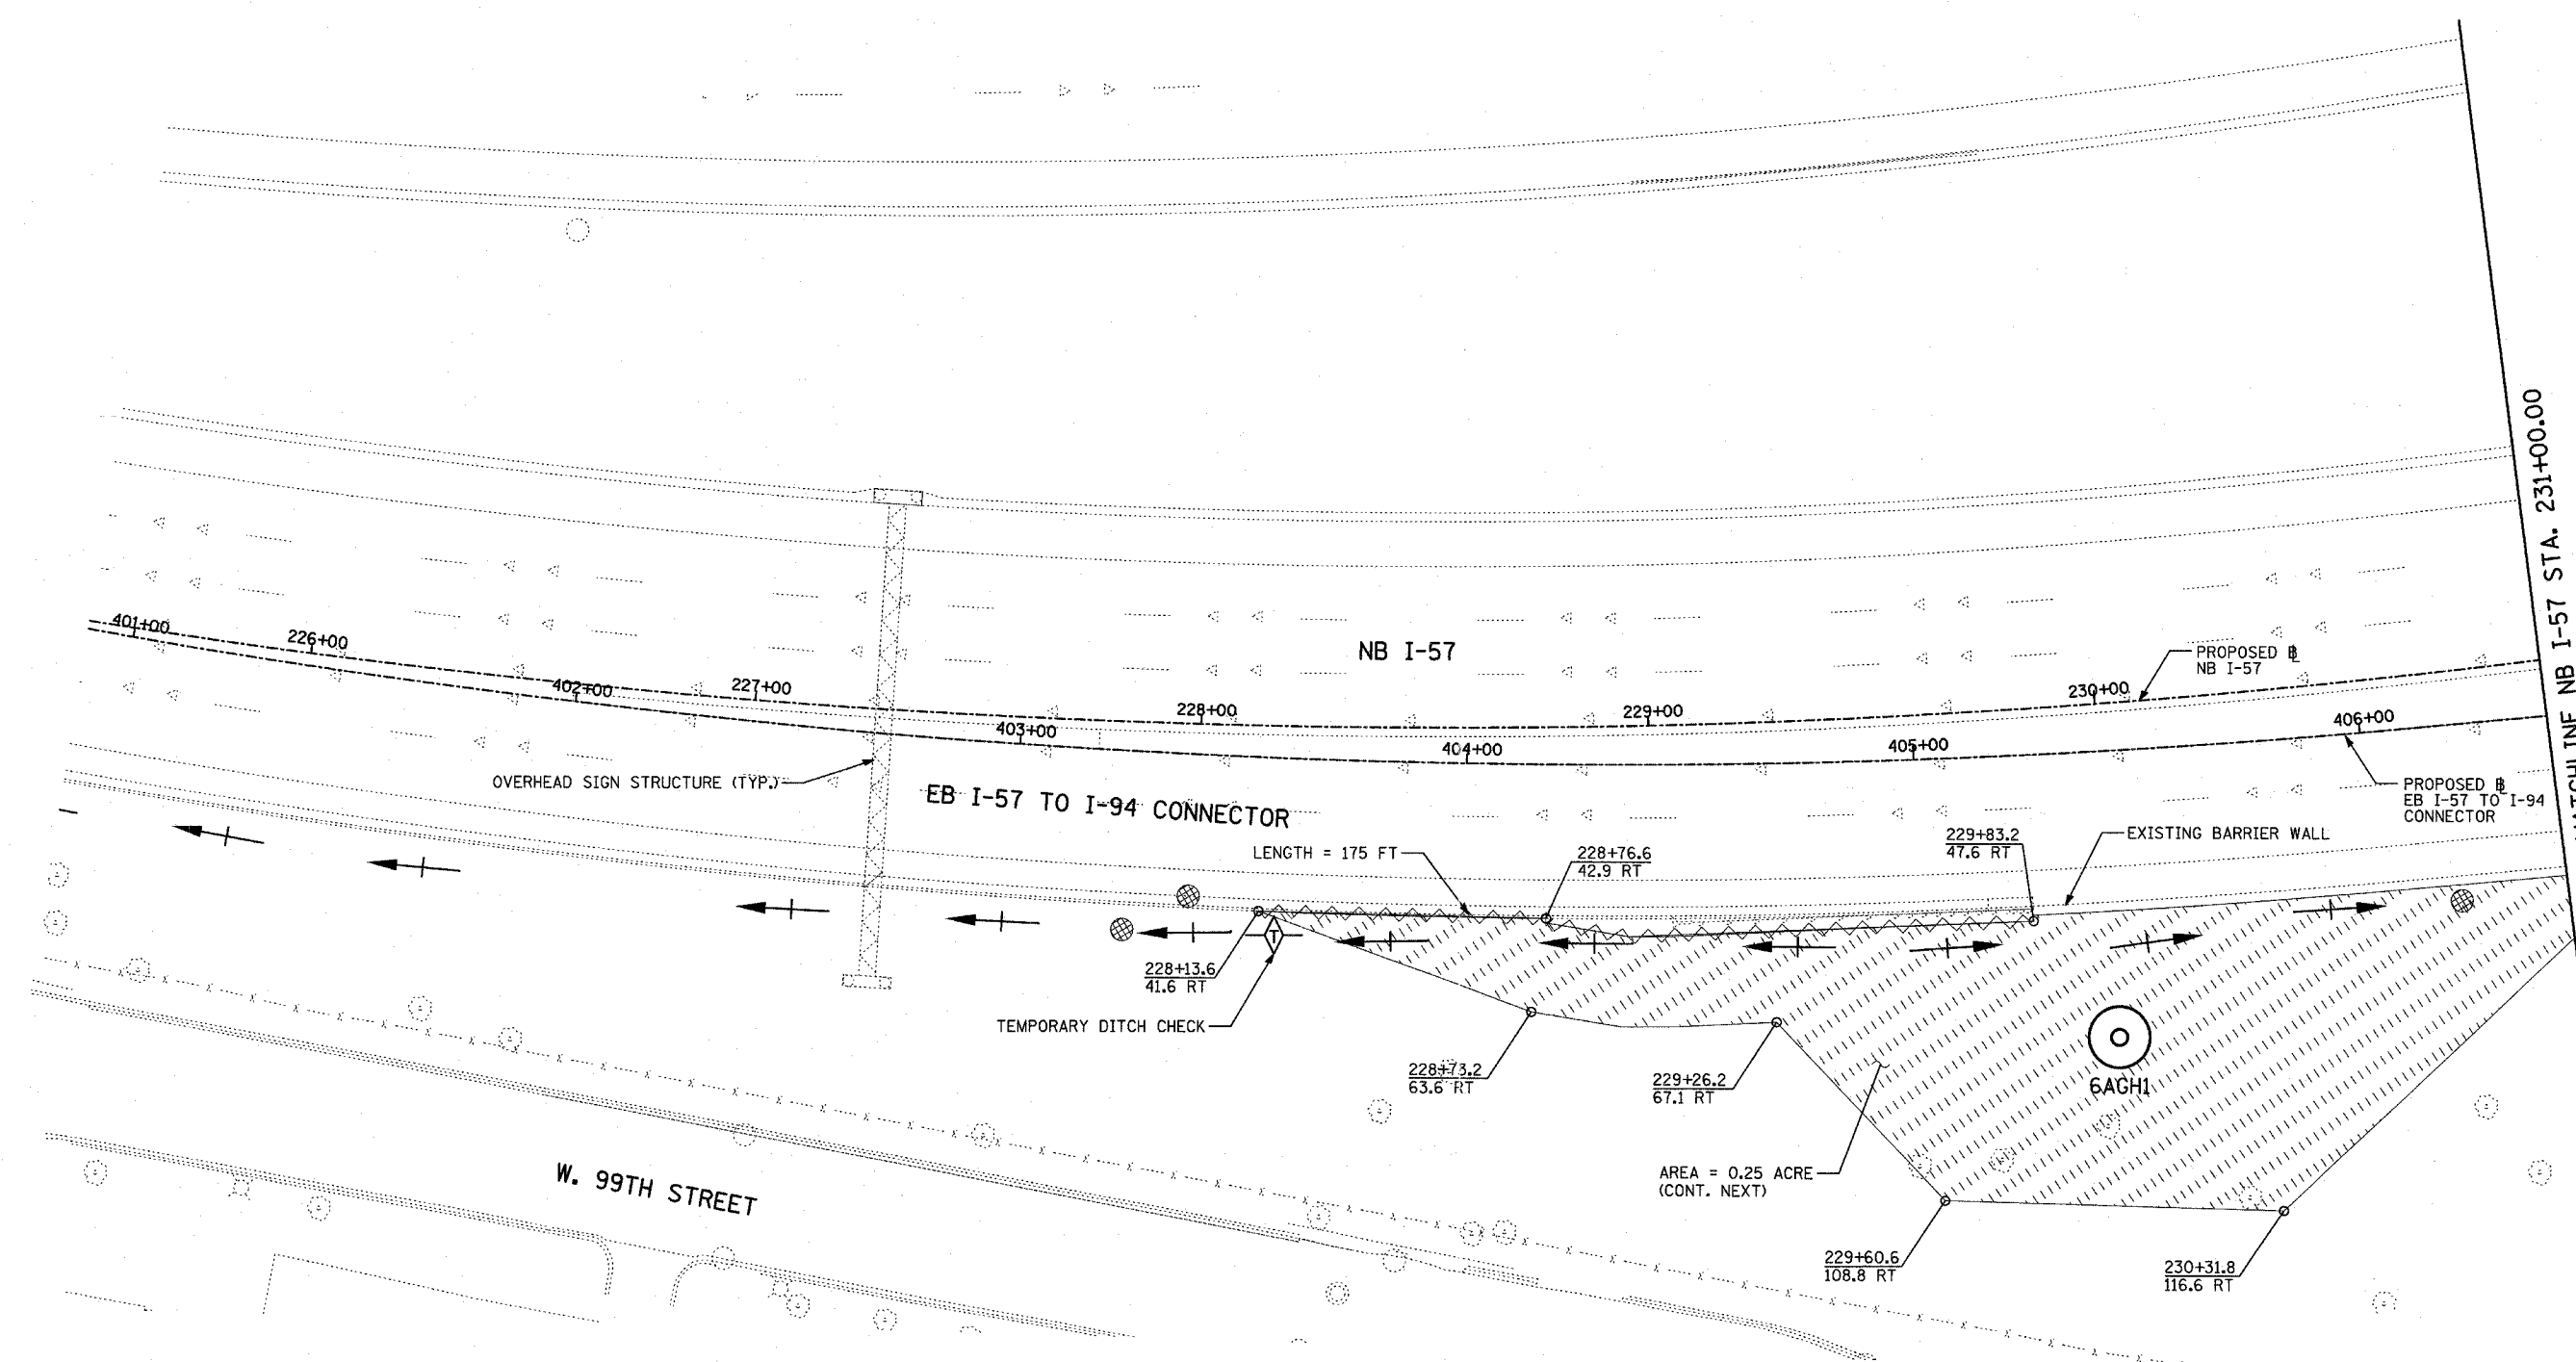 401+00
226+00
402+00
227+00
403+00
228+00
404+00
229+00
405+00
230+00
406+00
NB I-57
PROPOSED BL
NB I-57
MATCHLINE NB I-57 STA. 231+00.00
OVERHEAD SIGN STRUCTURE (TYP.)
EB I-57 TO I-94 CONNECTOR
PROPOSED BL
EB I-57 TO I-94
CONNECTOR
LENGTH = 175 FT
228+76.6
42.9 RT
229+83.2
47.6 RT
EXISTING BARRIER WALL
228+13.6
41.6 RT
T
TEMPORARY DITCH CHECK
228+73.2
63.6 RT
229+26.2
67.1 RT
6AGH1
AREA = 0.25 ACRE
(CONT. NEXT)
W. 99TH STREET
229+60.6
108.8 RT
230+31.8
116.6 RT